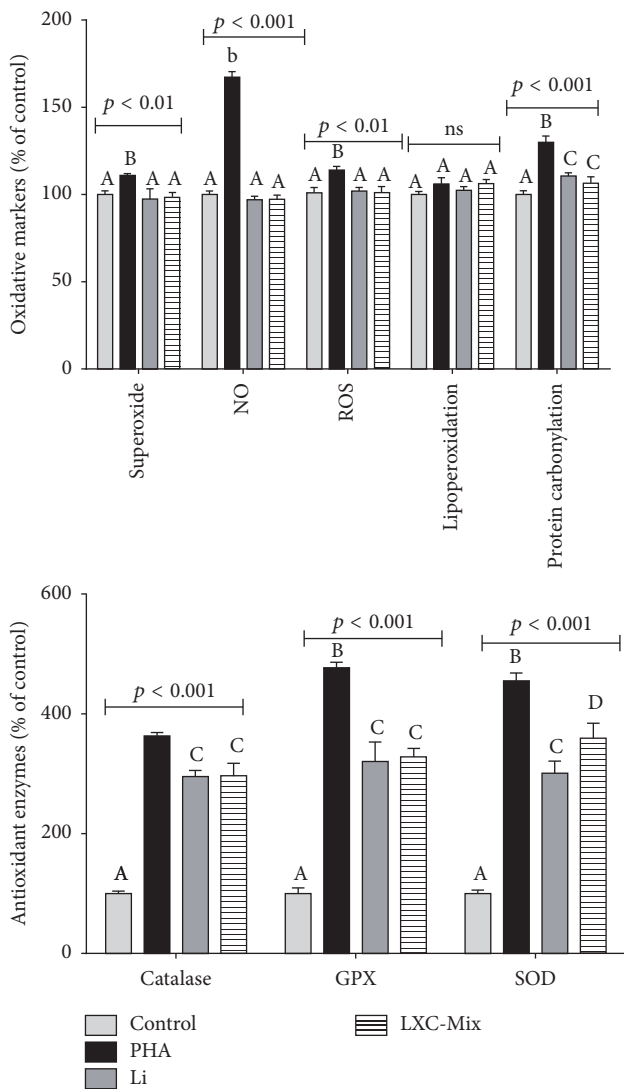 Oxidative markers (% of control)
200
150
100
50
0
p < 0.01
A
B
A
A
p < 0.001
A
b
A
A
p < 0.01
A
B
A
A
ns
A
A
A
A
p < 0.001
A
B
C
C
Superoxide
NO
ROS
Lipoperoxidation
Protein carbonylation
Antioxidant enzymes (% of control)
600
400
200
0
p < 0.001
A
C
C
p < 0.001
A
B
C
C
p < 0.001
A
B
C
D
Catalase
GPX
SOD
Control
PHA
Li
LXC-Mix